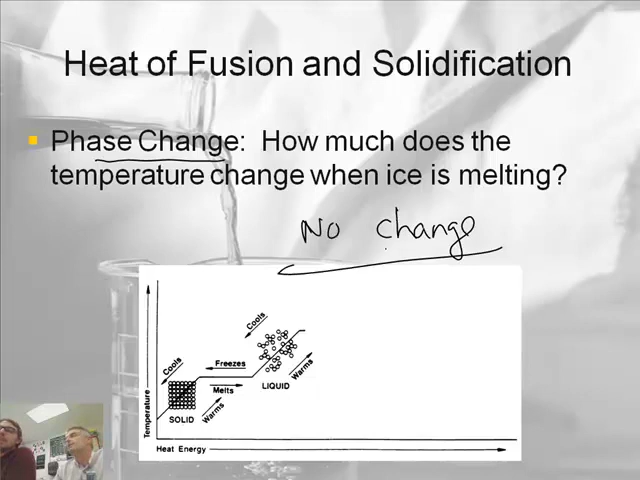 Heat of Fusion and Solidification
Phase Change: How much does the
temperature change when ice is melting?
No change
Cools
Freezes
Cools
Melts
LIQUID
Warms
SOLID
Warms
Temperature
Heat Energy